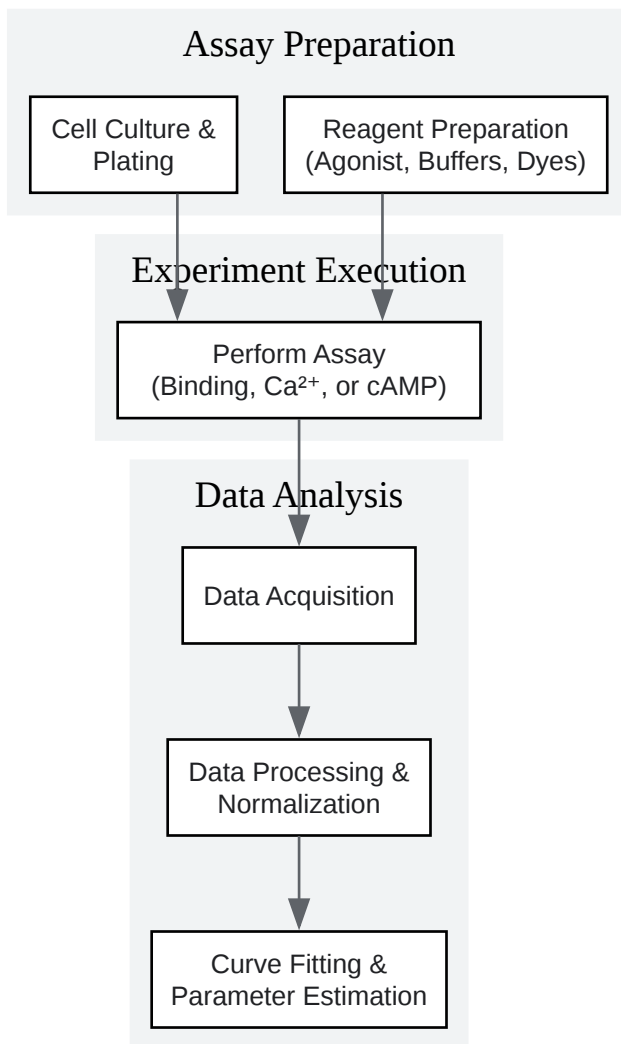 Assay Preparation
Cell Culture &
Plating
Reagent Preparation
(Agonist, Buffers, Dyes)
Experiment Execution
Perform Assay
(Binding, Ca²⁺, or cAMP)
Data Analysis
Data Acquisition
Data Processing &
Normalization
Curve Fitting &
Parameter Estimation